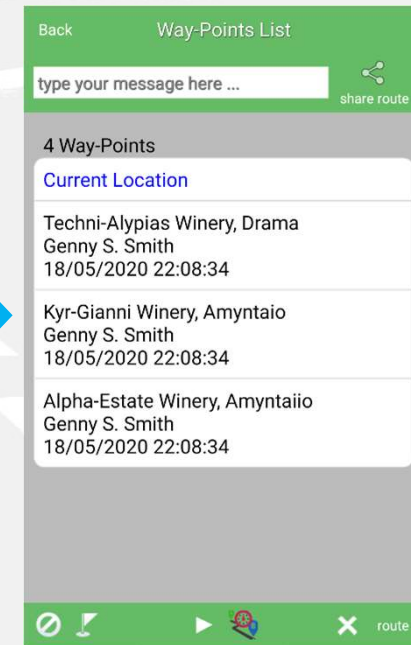 Back Way-Points List
type your message here ...
share route
4 Way-Points
Current Location
Techni-Alypias Winery, Drama
Genny S. Smith
18/05/2020 22:08:34
Kyr-Gianni Winery, Amyntaio
Genny S. Smith
18/05/2020 22:08:34
Alpha-Estate Winery, Amyntaiio
Genny S. Smith
18/05/2020 22:08:34
route